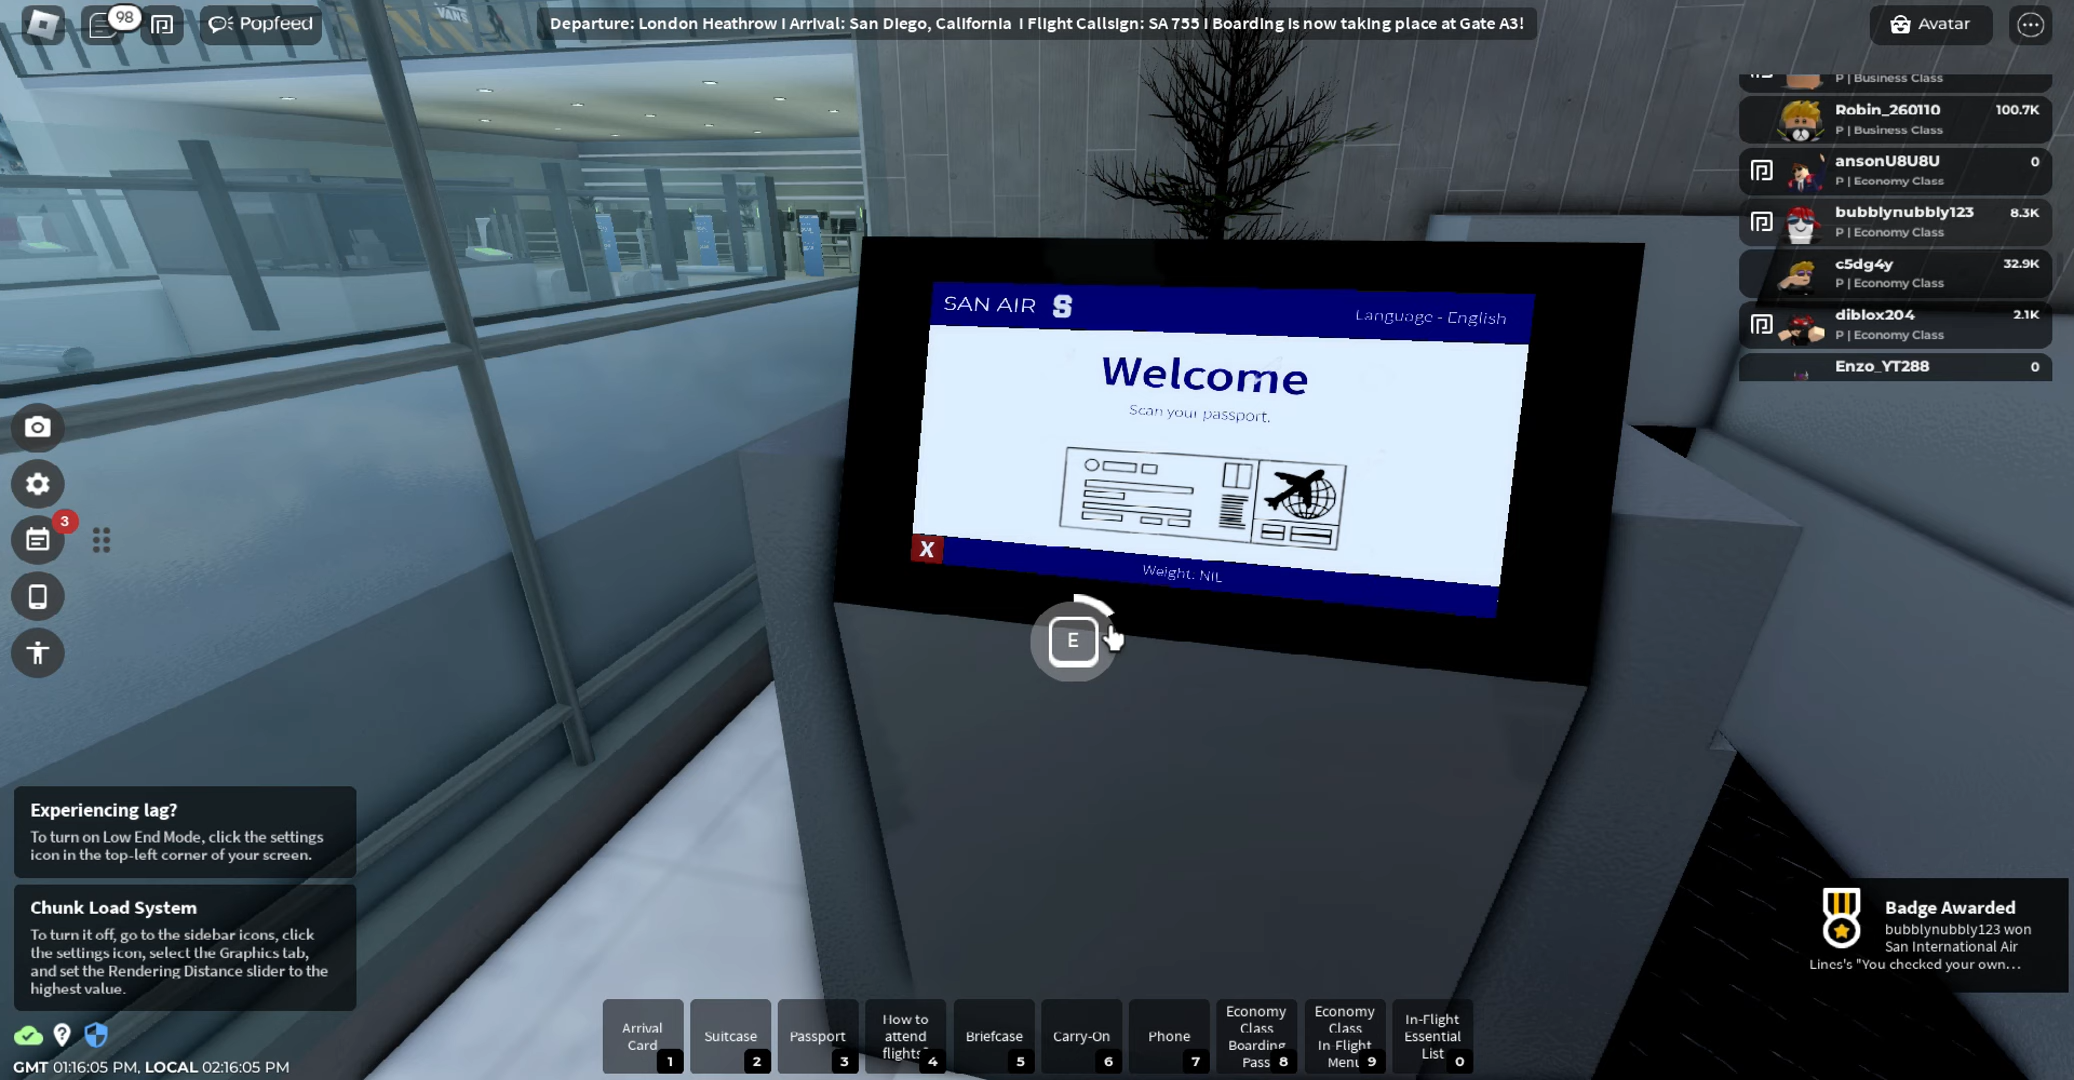 98
Popfeed
VANS
Departure: London Heathrow | Arrival: San Diego, California | Flight Callsign: SA 755 | Boarding is now taking place at Gate A3!
Avatar
P | Business Class
Robin_260110 100.7K
P | Business Class
ansonU8U8U 0
P | Economy Class
bubblynubbly123 8.3K
P | Economy Class
c5dg4y 32.9K
P | Economy Class
diblox204 2.1K
P | Economy Class
Enzo_YT288 0
SAN AIR S
Language - English
Welcome
Scan your passport.
X
Weight: NIL
E
3
Experiencing lag?
To turn on Low End Mode, click the settings
icon in the top-left corner of your screen.
Chunk Load System
To turn it off, go to the sidebar icons, click
the settings icon, select the Graphics tab,
and set the Rendering Distance slider to the
highest value.
Badge Awarded
bubblynubbly123 won
San International Air
Lines's "You checked your own...
GMT 01:16:05 PM, LOCAL 02:16:05 PM
Arrival
Card
1
Suitcase
2
Passport
3
How to
attend
flights
4
Briefcase
5
Carry-On
6
Phone
7
Economy
Class
Boarding
Pass
8
Economy
Class
In-Flight
Menu
9
In-Flight
Essential
List
0